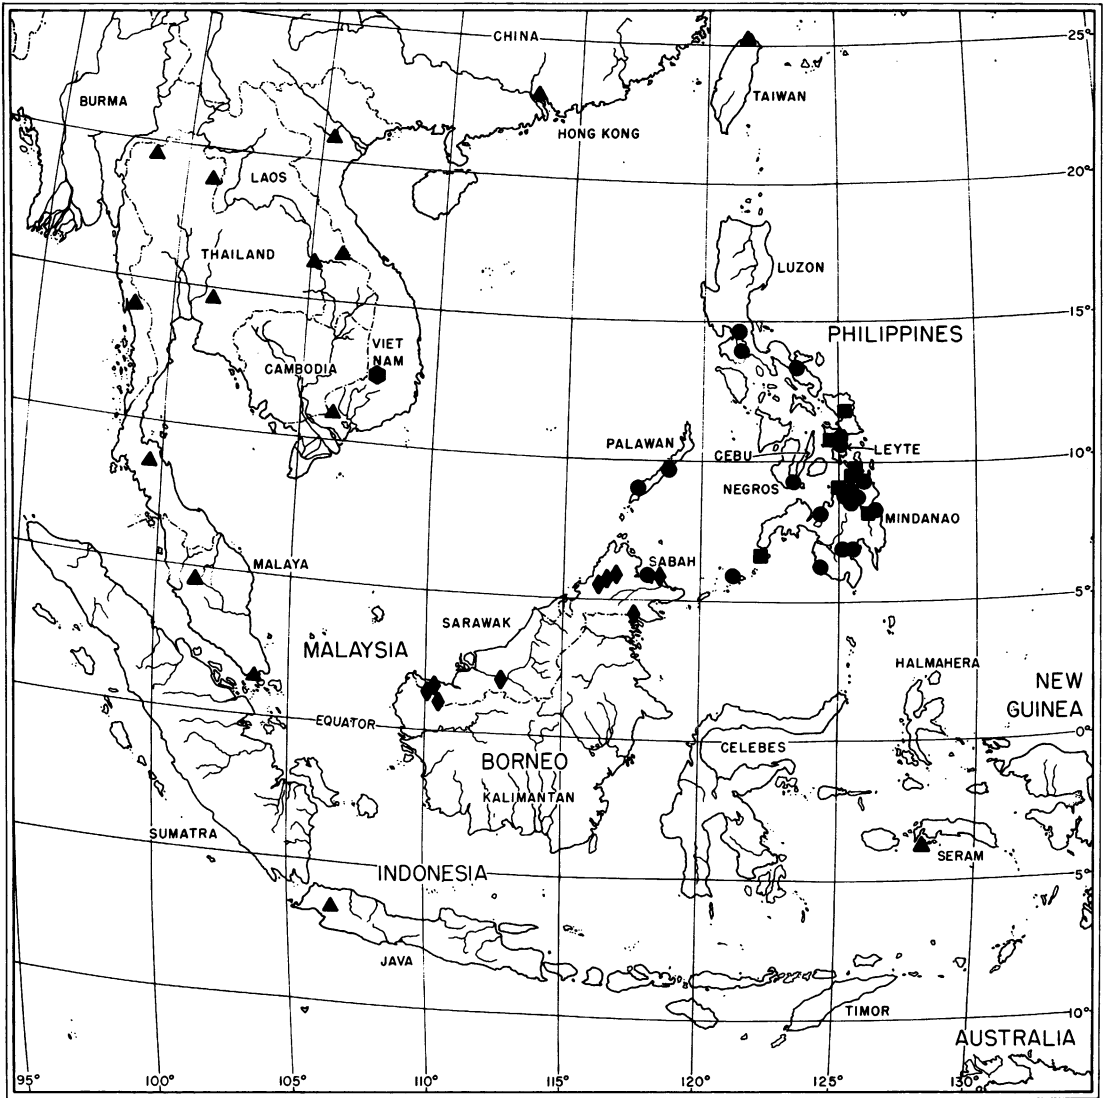 CHINA
25°
BURMA
TAIWAN
HONG KONG
LAOS
20°
THAILAND
LUZON
15°
PHILIPPINES
VIET
NAM
CAMBODIA
PALAWAN
CEBU
LEYTE
10°
NEGROS
MINDANAO
MALAYA
SABAH
5°
SARAWAK
MALAYSIA
HALMAHERA
NEW
GUINEA
EQUATOR
0°
CELEBES
BORNEO
KALIMANTAN
SUMATRA
SERAM
INDONESIA
5°
JAVA
TIMOR
10°
AUSTRALIA
95° 100° 105° 110° 115° 120° 125° 130°